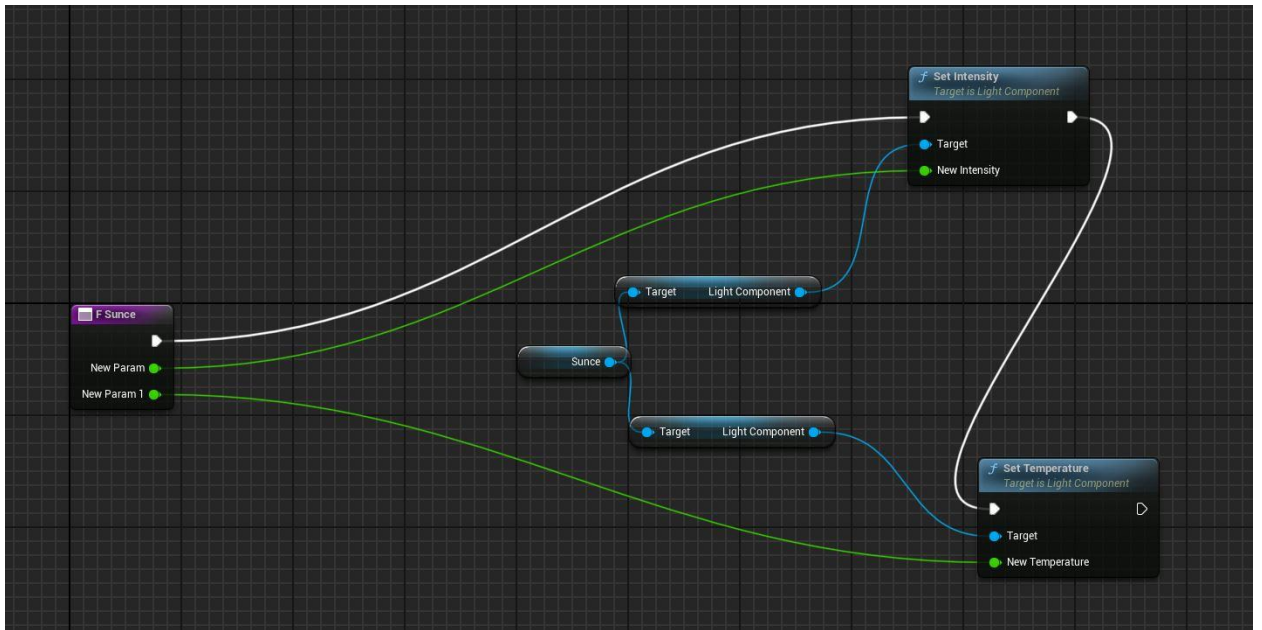 F Sunce
New Param
New Param 1
Sunce
Target Light Component
Target Light Component
Set Intensity
Target is Light Component
Target
New Intensity
Set Temperature
Target is Light Component
Target
New Temperature